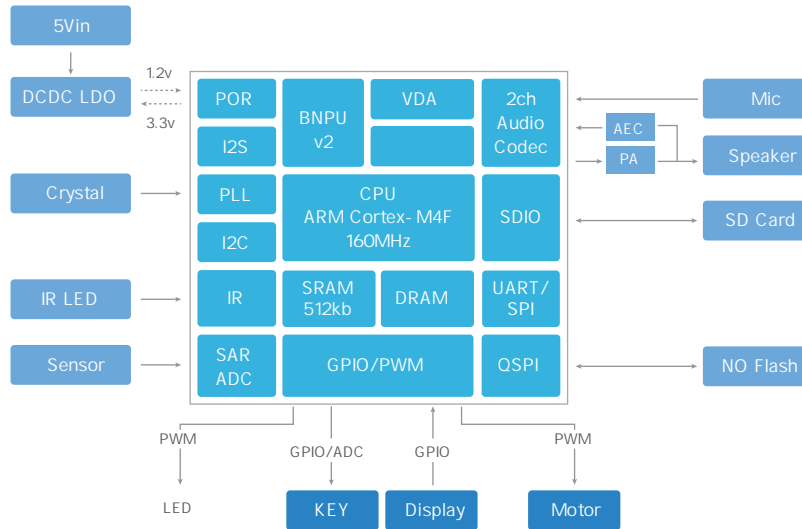 5Vin
DCDC LDO
1.2v
3.3v
Crystal
IR LED
Sensor
POR
I2S
PLL
I2C
IR
SAR
ADC
BNPU
v2
VDA
2ch
Audio
Codec
CPU
ARM Cortex- M4F
160MHz
SDIO
SRAM
512kb
DRAM
UART/
SPI
GPIO/PWM
QSPI
Mic
AEC
PA
Speaker
SD Card
NO Flash
PWM
GPIO/ADC
GPIO
PWM
LED
KEY
Display
Motor